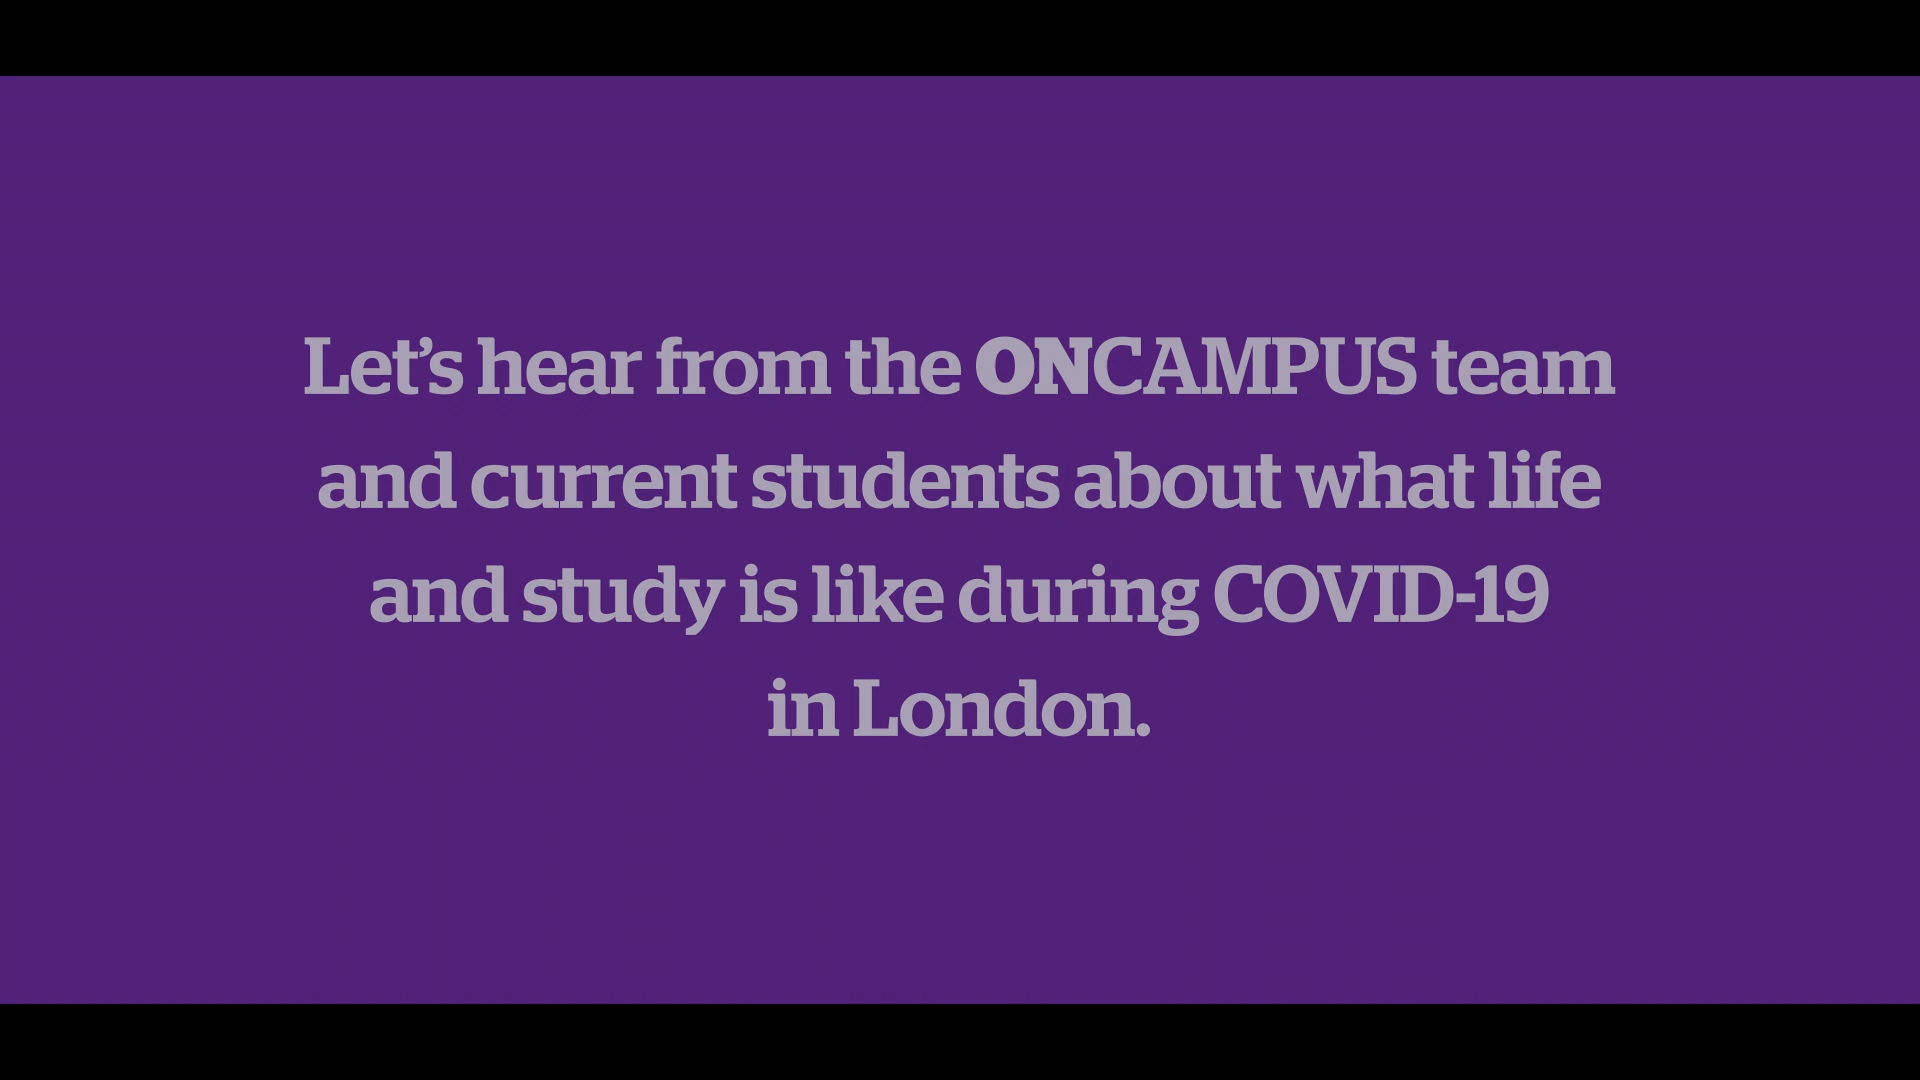 Let’s hear from the ONCAMPUS team
and current students about what life
and study is like during COVID-19
in London.